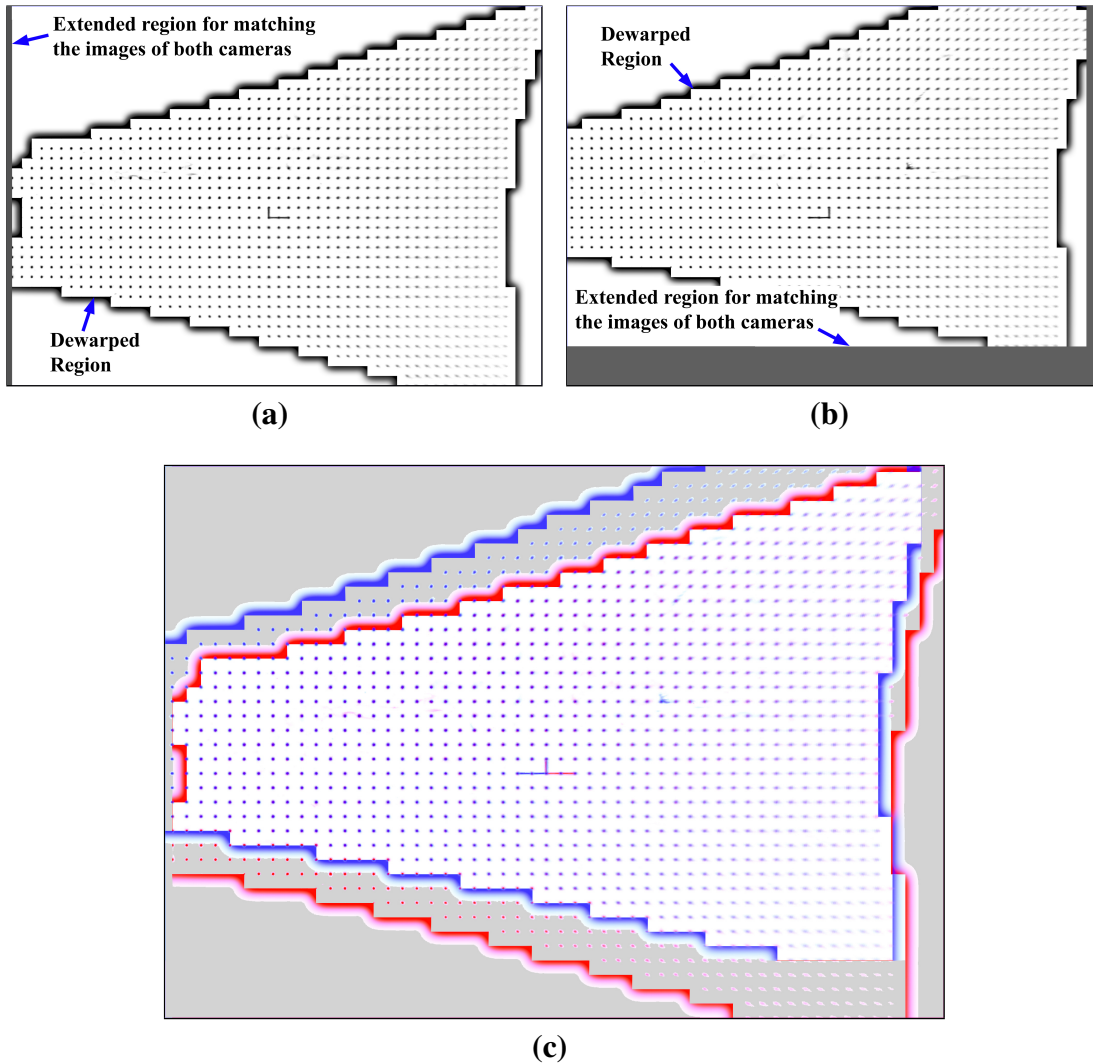 Extended region for matching
the images of both cameras
Dewarped
Region
(a)
Dewarped
Region
Extended region for matching
the images of both cameras
(b)
(c)